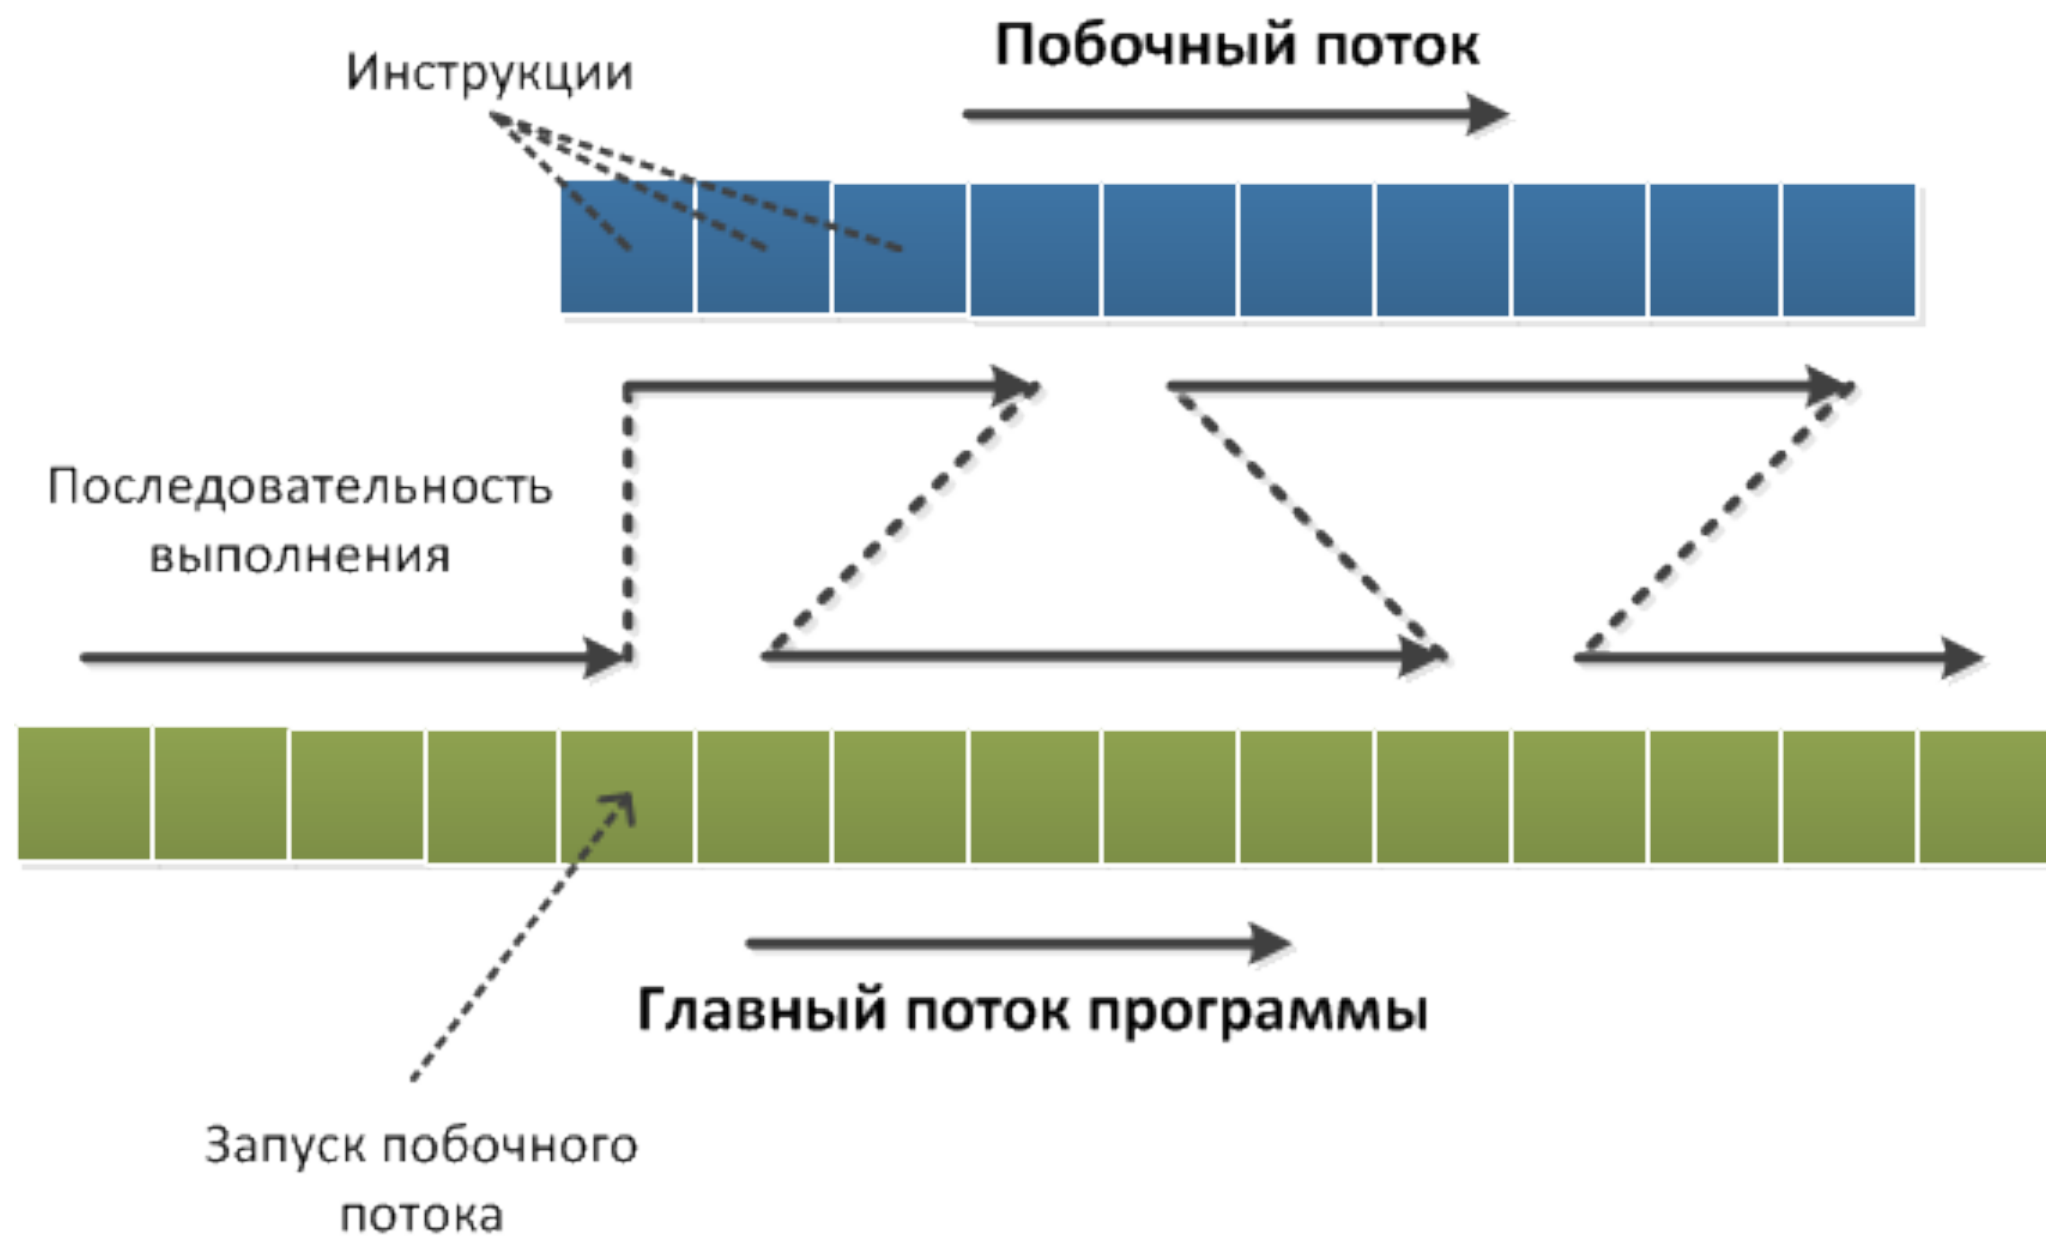 Побочный поток
Инструкции
Последовательность
выполнения
Главный поток программы
Запуск побочного
потока